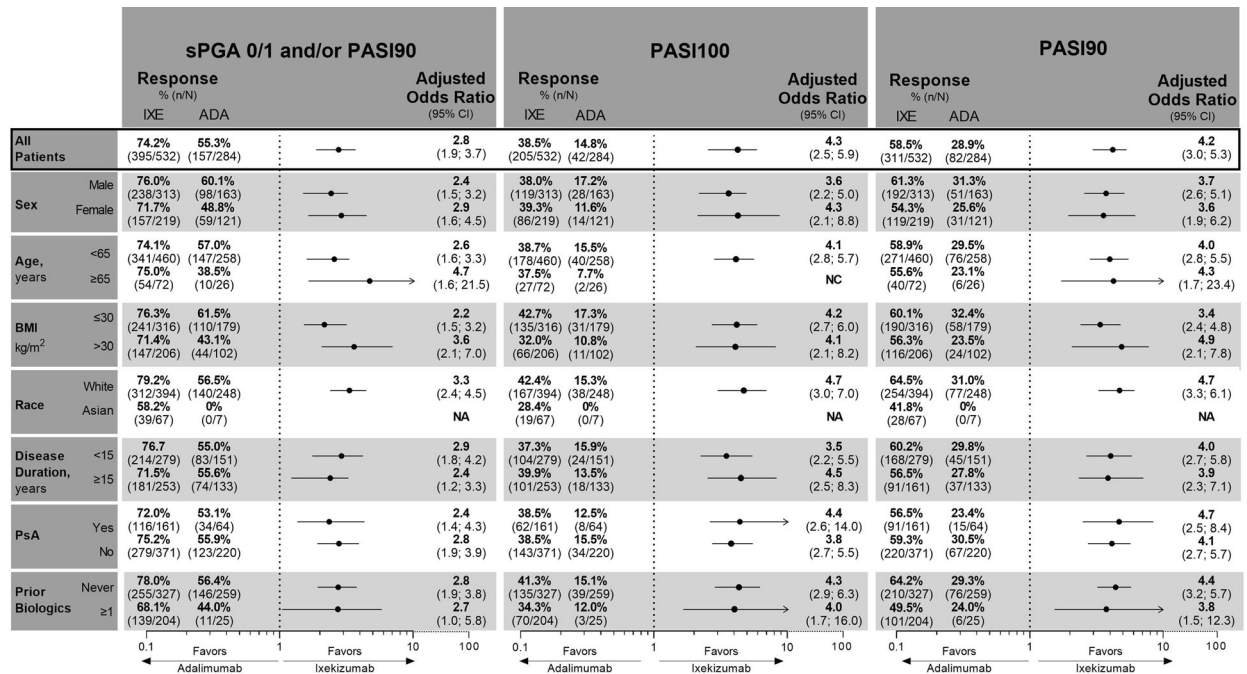 sPGA 0/1 and/or PASI90 PASI100 PASI90
Response Adjusted Response Adjusted Response Adjusted
% (n/N) Odds Ratio % (n/N) Odds Ratio % (n/N) Odds Ratio
IXE ADA (95% CI) IXE ADA (95% CI) IXE ADA (95% CI)
All 74.2% 55.3% 2.8 38.5% 14.8% 4.3 58.5% 28.9% 4.2
Patients (395/532) (157/284) (1.9; 3.7) (205/532) (42/284) (2.5; 5.9) (311/532) (82/284) (3.0; 5.3)
Male 76.0% 60.1% 2.4 38.0% 17.2% 3.6 61.3% 31.3% 3.7
Sex (238/313) (98/163) (1.5; 3.2) (119/313) (28/163) (2.2; 5.0) (192/313) (51/163) (2.6; 5.1)
Female 71.7% 48.8% 2.9 39.3% 11.6% 4.3 54.3% 25.6% 3.6
(157/219) (59/121) (1.6; 4.5) (86/219) (14/121) (2.1; 8.8) (119/219) (31/121) (1.9; 6.2)
<65 74.1% 57.0% 2.6 38.7% 15.5% 4.1 58.9% 29.5% 4.0
Age, (341/460) (147/258) (1.6; 3.3) (178/460) (40/258) (2.8; 5.7) (271/460) (76/258) (2.8; 5.5)
years ≥65 75.0% 38.5% 4.7 37.5% 7.7% NC 55.6% 23.1% 4.3
(54/72) (10/26) (1.6; 21.5) (27/72) (2/26) (40/72) (6/26) (1.7; 23.4)
≤30 76.3% 61.5% 2.2 42.7% 17.3% 4.2 60.1% 32.4% 3.4
BMI (241/316) (110/179) (1.5; 3.2) (135/316) (31/179) (2.7; 6.0) (190/316) (58/179) (2.4; 4.8)
kg/m² >30 71.4% 43.1% 3.6 32.0% 10.8% 4.1 56.3% 23.5% 4.9
(147/206) (44/102) (2.1; 7.0) (66/206) (11/102) (2.1; 8.2) (116/206) (24/102) (2.1; 7.8)
White 79.2% 56.5% 3.3 42.4% 15.3% 4.7 64.5% 31.0% 4.7
Race (312/394) (140/248) (2.4; 4.5) (167/394) (38/248) (3.0; 7.0) (254/394) (77/248) (3.3; 6.1)
Asian 58.2% 0% NA 28.4% 0% NA 41.8% 0% NA
(39/67) (0/7) (19/67) (0/7) (28/67) (0/7)
Disease <15 76.7 55.0% 2.9 37.3% 15.9% 3.5 60.2% 29.8% 4.0
Duration, (214/279) (83/151) (1.8; 4.2) (104/279) (24/151) (2.2; 5.5) (168/279) (45/151) (2.7; 5.8)
years ≥15 71.5% 55.6% 2.4 39.9% 13.5% 4.5 56.5% 27.8% 3.9
(181/253) (74/133) (1.2; 3.3) (101/253) (18/133) (2.5; 8.3) (91/161) (37/133) (2.3; 7.1)
Yes 72.0% 53.1% 2.4 38.5% 12.5% 4.4 56.5% 23.4% 4.7
PsA (116/161) (34/64) (1.4; 4.3) (62/161) (8/64) (2.6; 14.0) (91/161) (15/64) (2.5; 8.4)
No 75.2% 55.9% 2.8 38.5% 15.5% 3.8 59.3% 30.5% 4.1
(279/371) (123/220) (1.9; 3.9) (143/371) (34/220) (2.7; 5.5) (220/371) (67/220) (2.7; 5.7)
Prior Never 78.0% 56.4% 2.8 41.3% 15.1% 4.3 64.2% 29.3% 4.4
Biologics (255/327) (146/259) (1.9; 3.8) (135/327) (39/259) (2.9; 6.3) (210/327) (76/259) (3.2; 5.7)
≥1 68.1% 44.0% 2.7 34.3% 12.0% 4.0 49.5% 24.0% 3.8
(139/204) (11/25) (1.0; 5.8) (70/204) (3/25) (1.7; 16.0) (101/204) (6/25) (1.5; 12.3)
0.1 1 10 100 0.1 1 10 100 0.1 1 10 100
Favors Favors Favors Favors Favors Favors
Adalimumab Ixekizumab Adalimumab Ixekizumab Adalimumab Ixekizumab